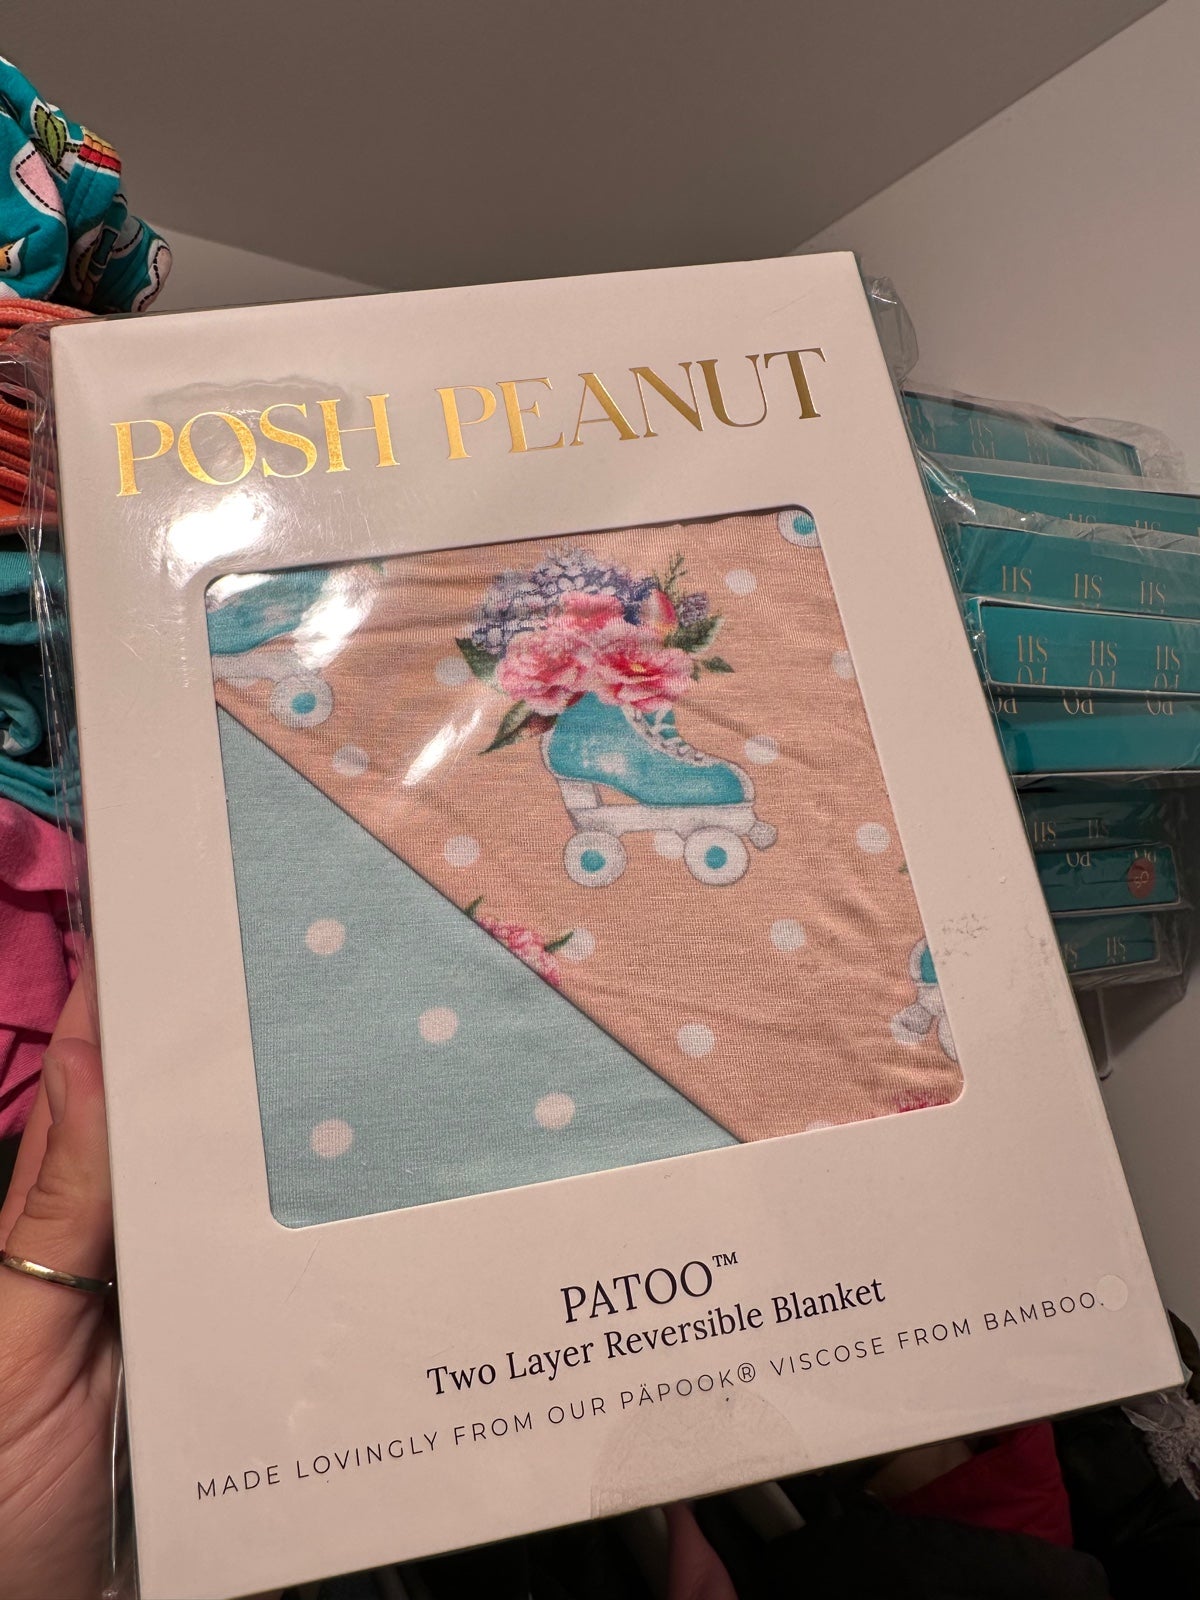 POSH PEANUT
PATOO™
Two Layer Reversible Blanket
MADE LOVINGLY FROM OUR PÄPOOK® VISCOSE FROM BAMBOO.